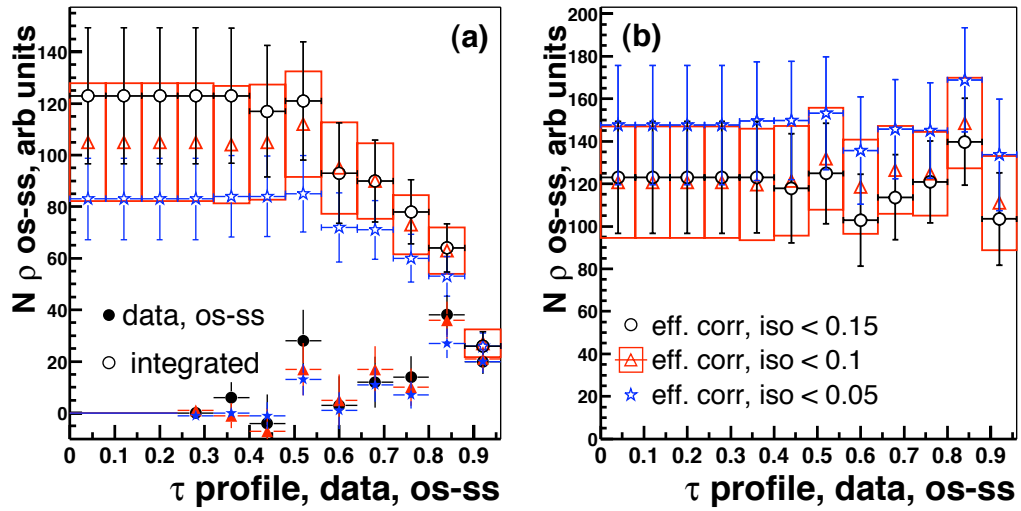 (a)
N ρ os-ss, arb units
140
120
100
80
60
40
20
0
data, os-ss
integrated
0 0.1 0.2 0.3 0.4 0.5 0.6 0.7 0.8 0.9
τ profile, data, os-ss
(b)
N ρ os-ss, arb units
200
180
160
140
120
100
80
60
40
20
0
eff. corr, iso < 0.15
eff. corr, iso < 0.1
eff. corr, iso < 0.05
0 0.1 0.2 0.3 0.4 0.5 0.6 0.7 0.8 0.9
τ profile, data, os-ss